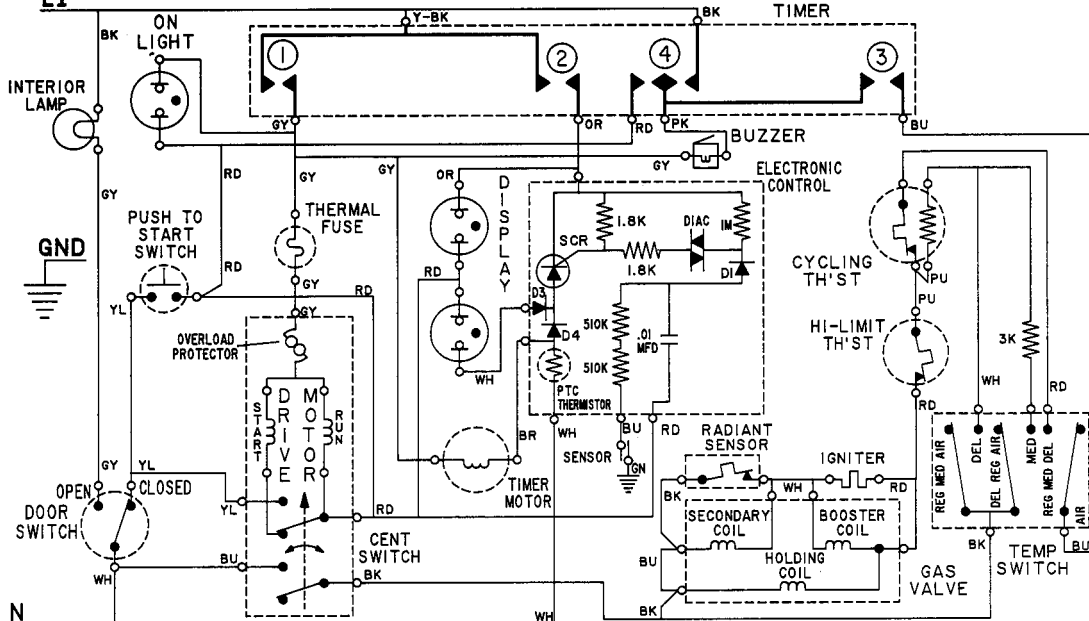 L1
BK
ON
LIGHT
Y-BK
BK
TIMER
INTERIOR
LAMP
1
2
4
3
GY
OR
RD
PK
BU
BUZZER
GY
GY
RD
GY
GY
OR
DISPLAY
ELECTRONIC
CONTROL
PUSH TO
START
SWITCH
THERMAL
FUSE
1.8K
DIAC
1M
SCR
1.8K
D1
GND
RD
RD
CYCLING
TH'ST
PU
PU
YL
RD
GY
GY
D3
D4
510K
510K
.01
MFD
HI-LIMIT
TH'ST
3K
OVERLOAD
PROTECTOR
WH
PTC
THERMISTOR
WH
RD
RD
DRIVE
MOTOR
START
RUN
BR
WH
BU
RD
RADIANT
SENSOR
SENSOR
GN
IGNITER
REG MED AIR
DEL
DEL REG AIR
MED
REG MED DEL
AIR
GY
YL
OPEN
CLOSED
DOOR
SWITCH
YL
TIMER
MOTOR
BK
WH
RD
RD
SECONDARY
COIL
BOOSTER
COIL
CENT
SWITCH
BU
HOLDING
COIL
BK
TEMP
SWITCH
BU
WH
BU
BK
GAS
VALVE
BK
N
WH